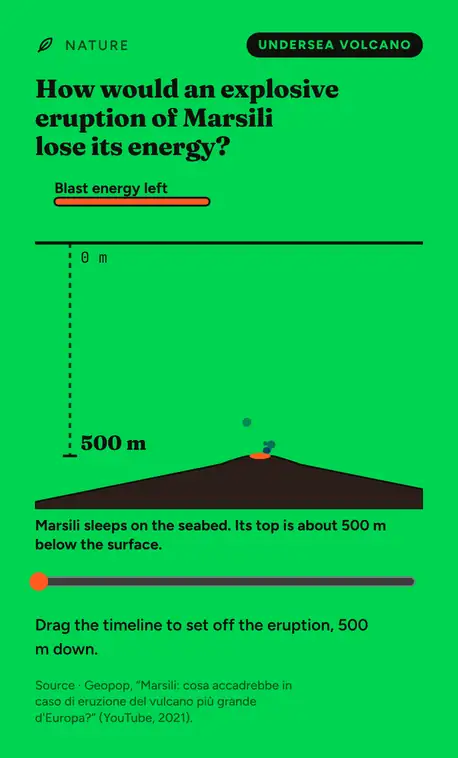 NATURE
UNDERSEA VOLCANO
How would an explosive
eruption of Marsili
lose its energy?
Blast energy left
0 m
500 m
Marsili sleeps on the seabed. Its top is about 500 m
below the surface.
Drag the timeline to set off the eruption, 500
m down.
Source · Geopop, “Marsili: cosa accadrebbe in
caso di eruzione del vulcano più grande
d'Europa?” (YouTube, 2021).